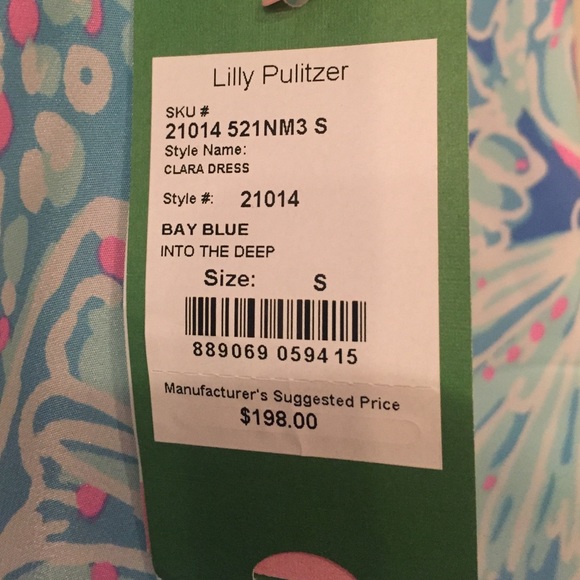 Lilly Pulitzer
SKU #
21014 521NM3 S
Style Name:
CLARA DRESS
Style #: 21014
BAY BLUE
INTO THE DEEP
Size: S
889069 059415
Manufacturer's Suggested Price
$198.00